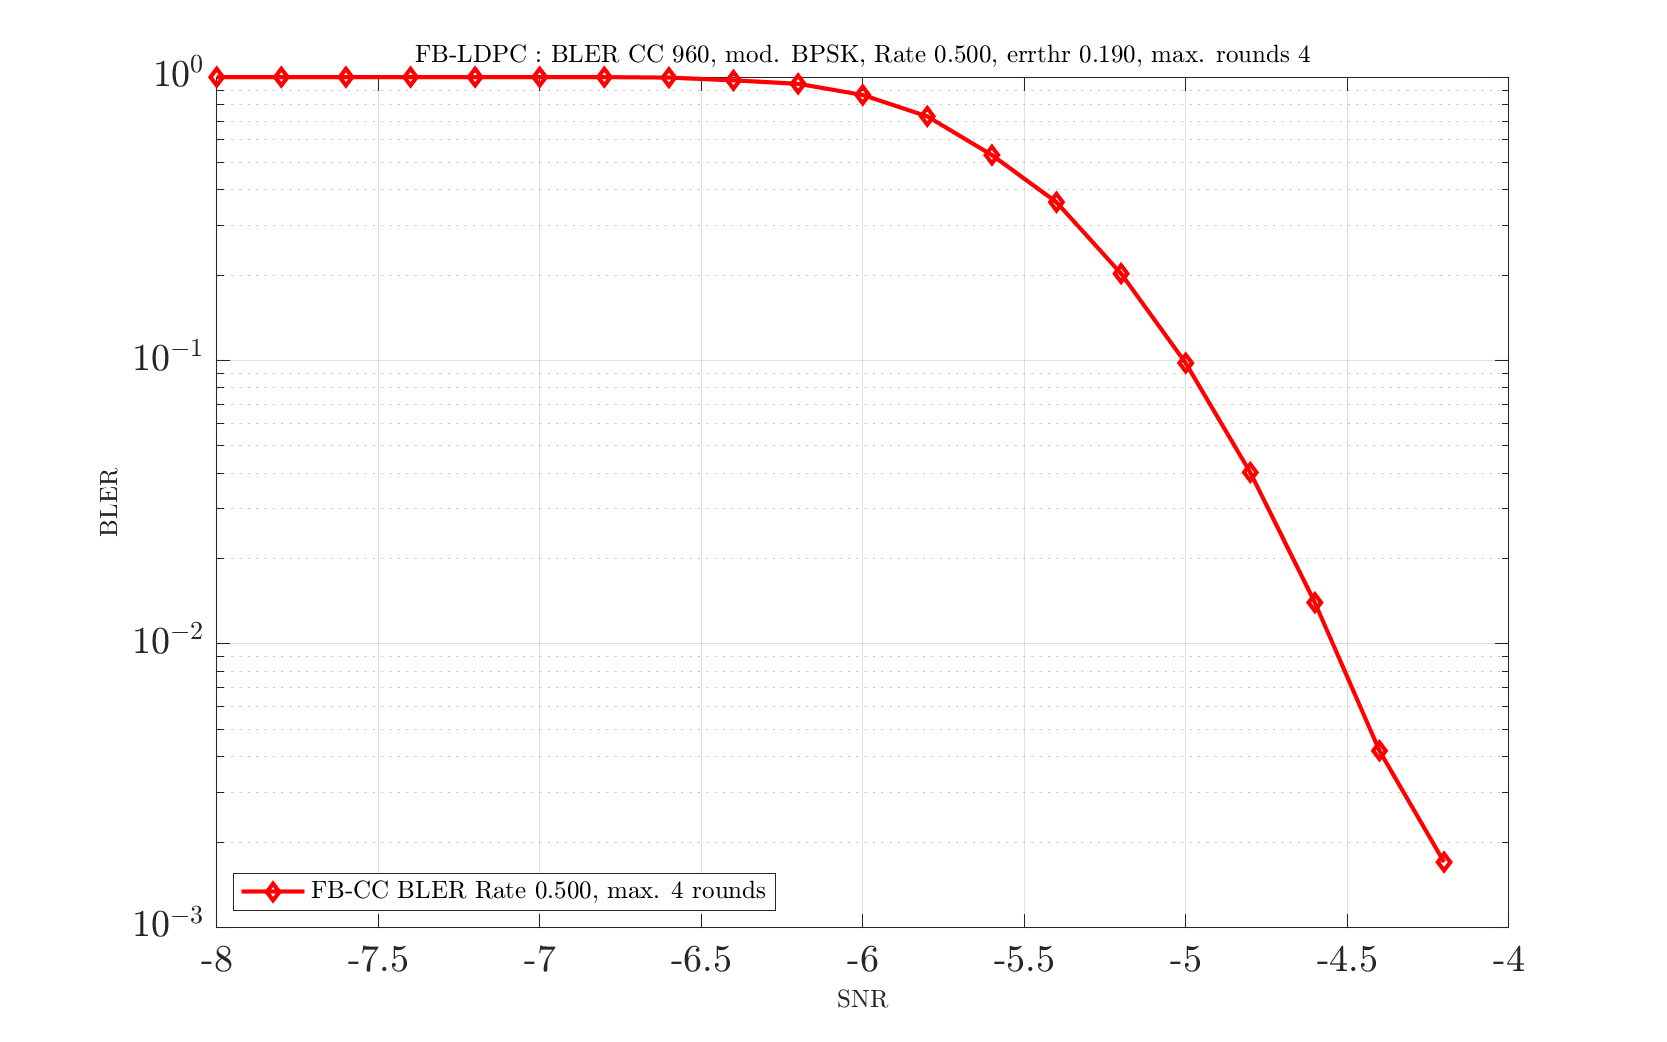 FB-LDPC : BLER CC 960, mod. BPSK, Rate 0.500, errthr 0.190, max. rounds 4
10^0
10^{-1}
10^{-2}
10^{-3}
BLER
FB-CC BLER Rate 0.500, max. 4 rounds
-8 -7.5 -7 -6.5 -6 -5.5 -5 -4.5 -4
SNR